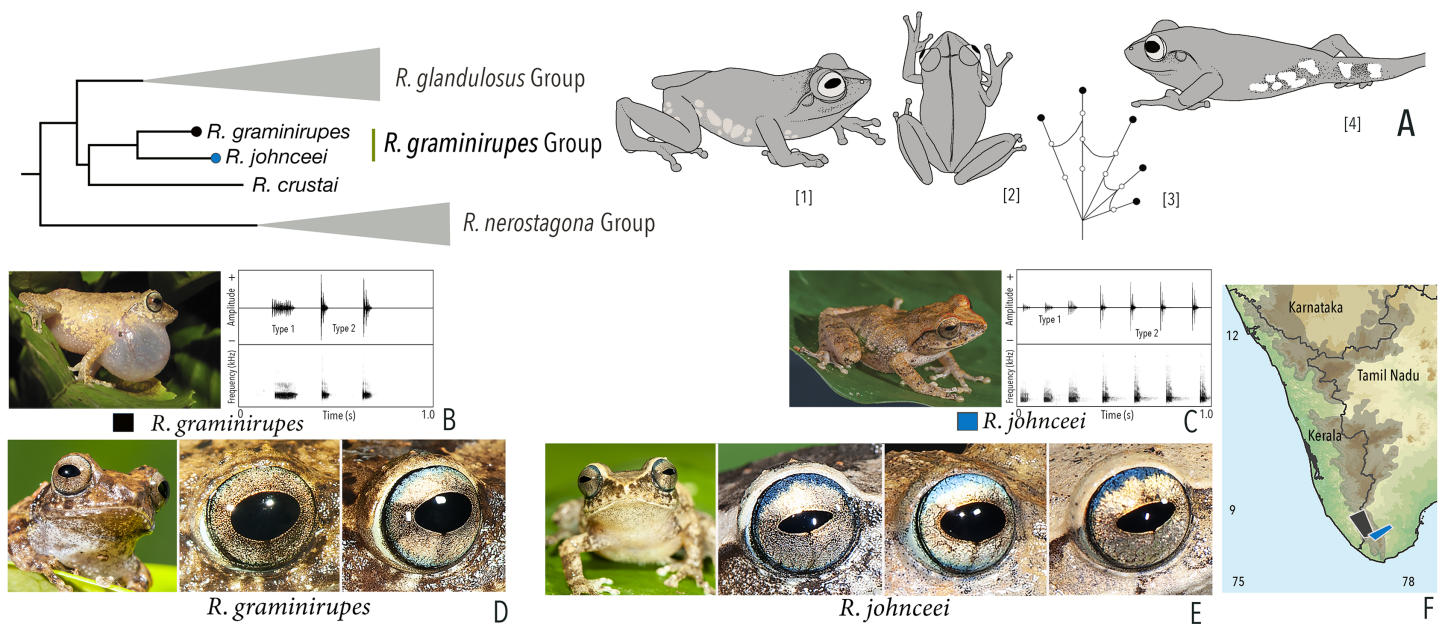 R. glandulosus Group
R. graminirupes
R. johnceei
R. graminirupes Group
R. crustai
R. nerostagona Group
[1]
[2]
[3]
[4]
A
Amplitude
+
–
Type 1
Type 2
Frequency (kHz)
0
Time (s)
1.0
R. graminirupes
B
Amplitude
+
–
Type 1
Type 2
Frequency (kHz)
0
Time (s)
1.0
R. johnceei
C
R. graminirupes
D
R. johnceei
E
Karnataka
12
Tamil Nadu
Kerala
9
75
78
F